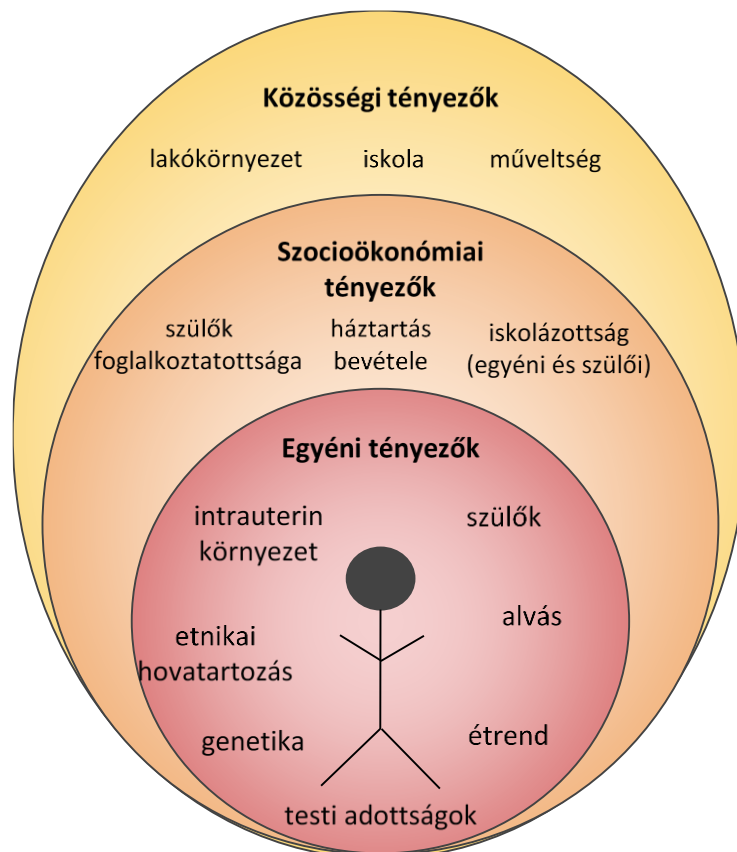 Közösségi tényezők
lakókörnyezet iskola műveltség
Szocioökonómiai
tényezők
szülők
foglalkoztatottsága
háztartás
bevétele
iskolázottság
(egyéni és szülői)
Egyéni tényezők
intrauterin
környezet
szülők
etnikai
hovatartozás
alvás
genetika
étrend
testi adottságok